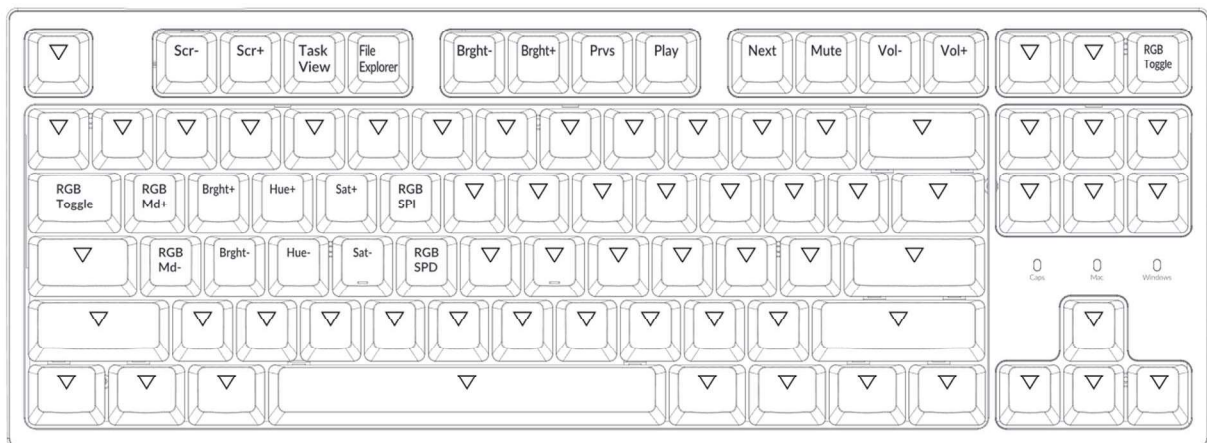 Scr- Scr+ Task View File Explorer Brght- Brght+ Prvs Play Next Mute Vol- Vol+ RGB Toggle
RGB Toggle RGB Md+ Brght+ Hue+ Sat+ RGB SPI
RGB Md- Brght- Hue- Sat- RGB SPD
Caps Mac Windows